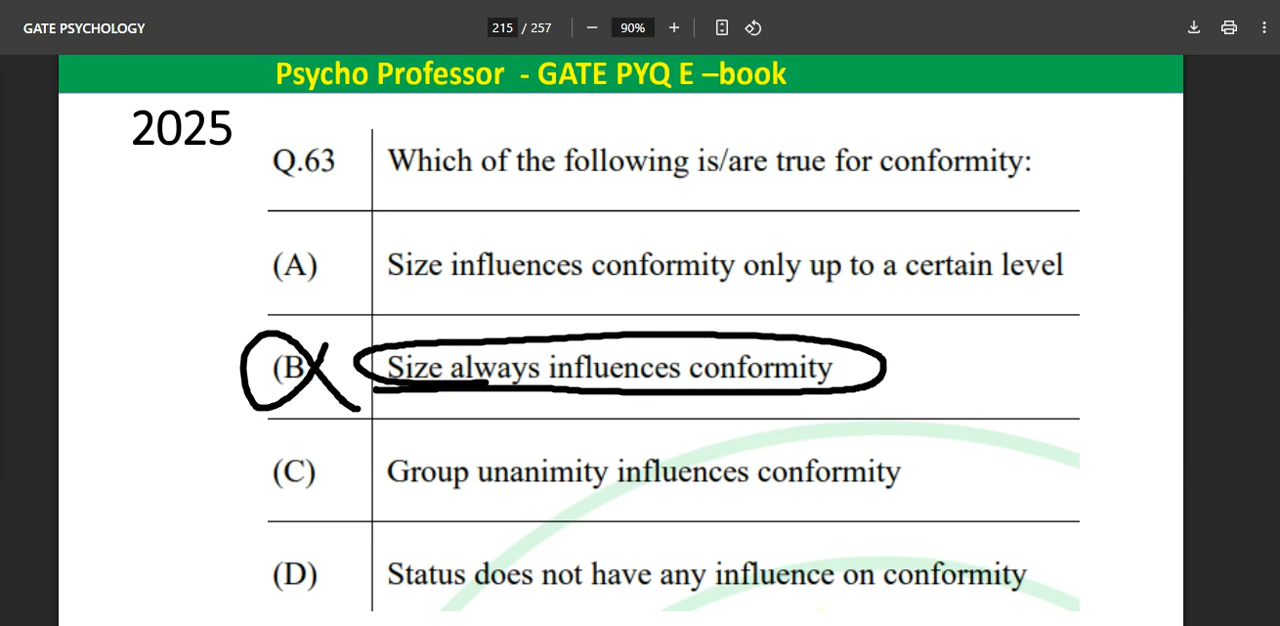 GATE PSYCHOLOGY 215 / 257 90%
Psycho Professor - GATE PYQ E –book
2025
Q.63 Which of the following is/are true for conformity:
(A) Size influences conformity only up to a certain level
(B) Size always influences conformity
(C) Group unanimity influences conformity
(D) Status does not have any influence on conformity